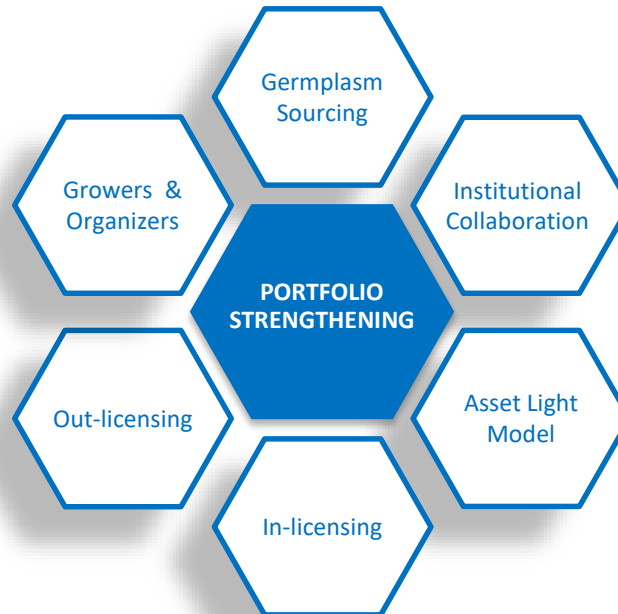 Germplasm
Sourcing
Growers &
Organizers
Institutional
Collaboration
PORTFOLIO
STRENGTHENING
Out-licensing
Asset Light
Model
In-licensing